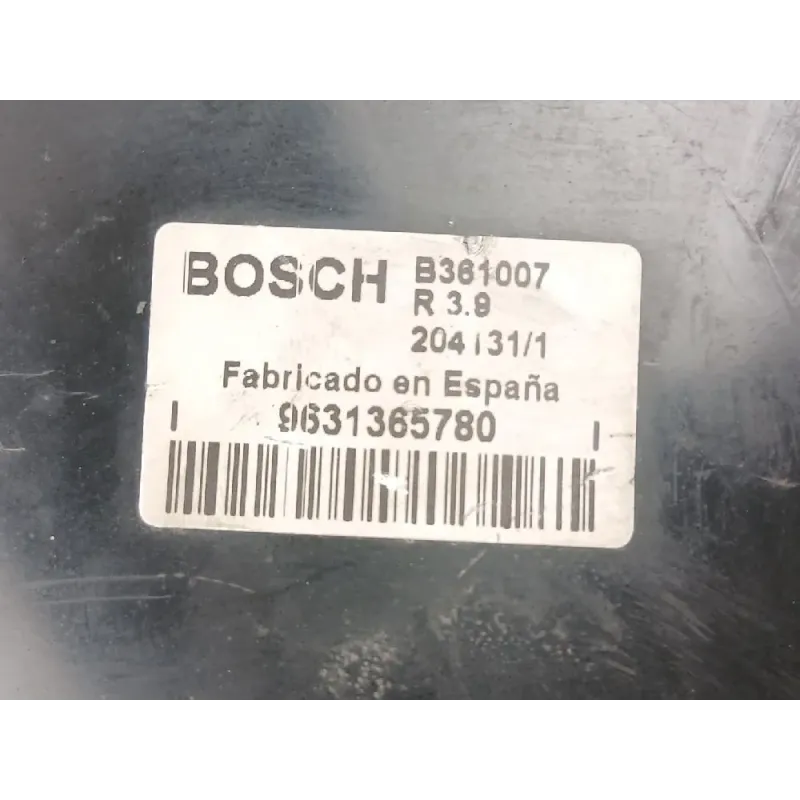 BOSCH B361007
R 3.9
204131/1
Fabricado en España
9631365780